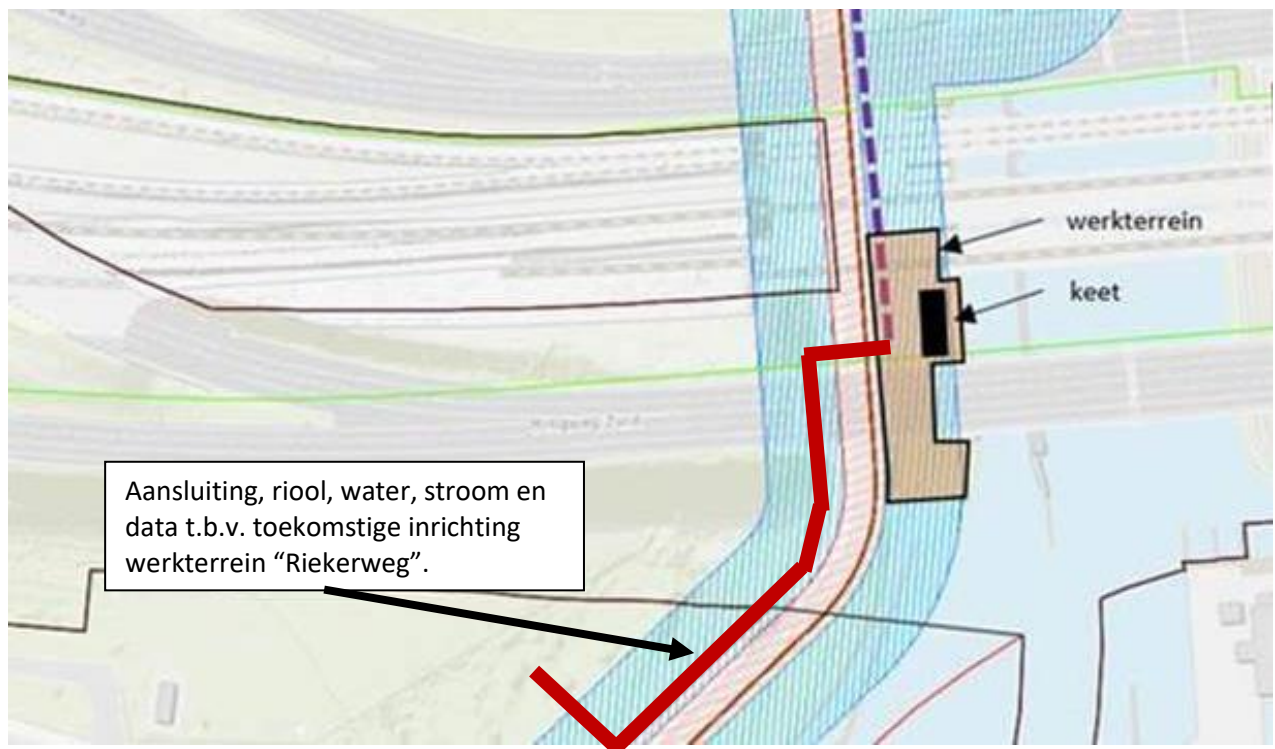 werkterrein
keet
Aansluiting, riool, water, stroom en
data t.b.v. toekomstige inrichting
werkterrein “Riekerweg”.